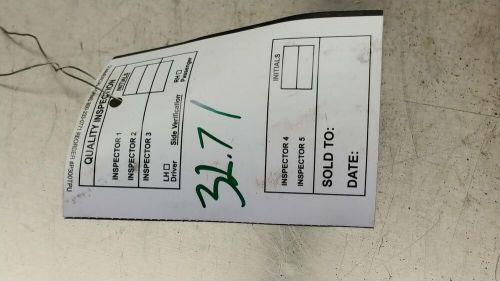 QUALITY INSPECTION
INITIALS
INSPECTOR 1
INSPECTOR 2
INSPECTOR 3
Side Verification
LH RH
Driver Passenger
32.71
INITIALS
INSPECTOR 4
INSPECTOR 5
SOLD TO:
DATE: